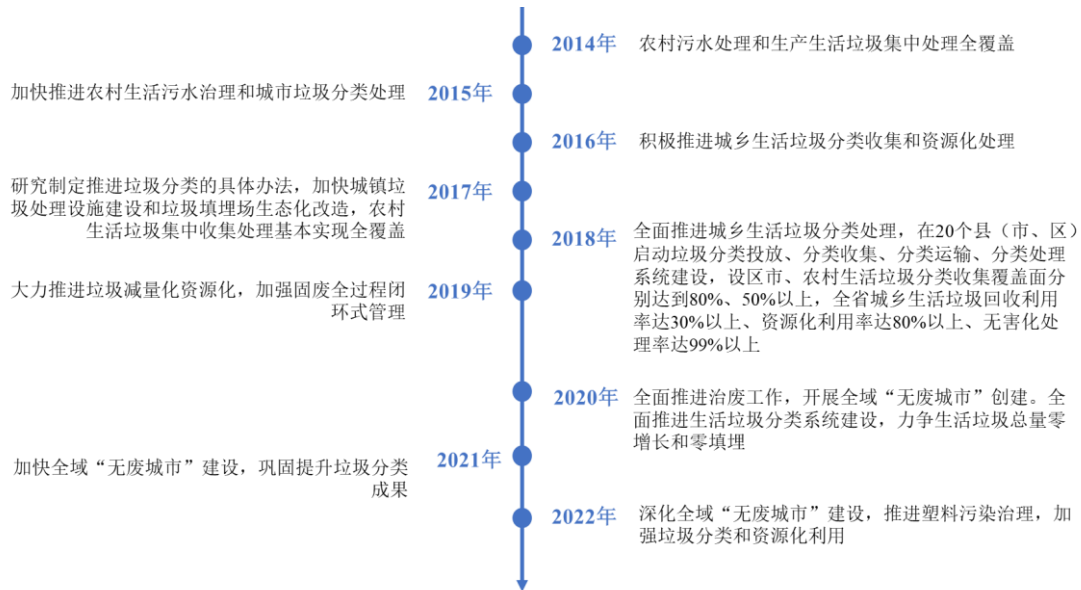 2014年 农村污水处理和生产生活垃圾集中处理全覆盖
加快推进农村生活污水治理和城市垃圾分类处理 2015年
2016年 积极推进城乡生活垃圾分类收集和资源化处理
研究制定推进垃圾分类的具体办法，加快城镇垃
圾处理设施建设和垃圾填埋场生态化改造，农村
生活垃圾集中收集处理基本实现全覆盖
2017年
2018年
全面推进城乡生活垃圾分类处理，在20个县（市、区）
启动垃圾分类投放、分类收集、分类运输、分类处理
系统建设，设区市、农村生活垃圾分类收集覆盖面分
别达到80%、50%以上，全省城乡生活垃圾回收利用
率达30%以上、资源化利用率达80%以上、无害化处
理率达99%以上
大力推进垃圾减量化资源化，加强固废全过程闭
环式管理
2019年
2020年
全面推进治废工作，开展全域“无废城市”创建。全
面推进生活垃圾分类系统建设，力争生活垃圾总量零
增长和零填埋
加快全域“无废城市”建设，巩固提升垃圾分类
成果
2021年
2022年
深化全域“无废城市”建设，推进塑料污染治理，加
强垃圾分类和资源化利用